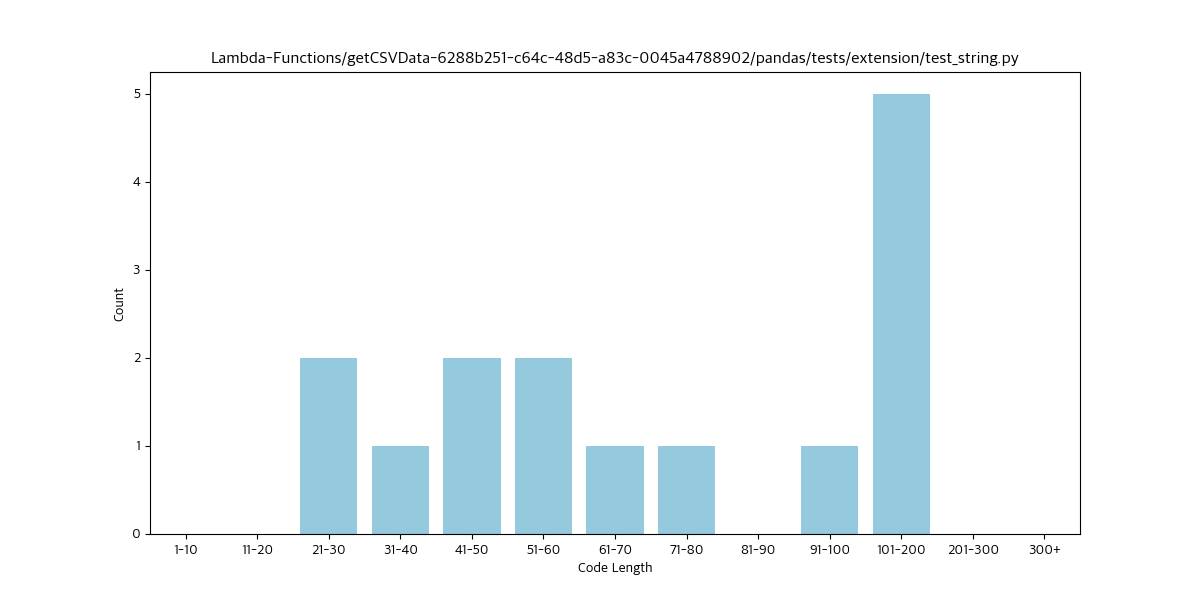 Lambda-Functions/getCSVData-6288b251-c64c-48d5-a83c-0045a4788902/pandas/tests/extension/test_string.py
5
4
3
2
1
0
Count
1-10 11-20 21-30 31-40 41-50 51-60 61-70 71-80 81-90 91-100 101-200 201-300 300+
Code Length